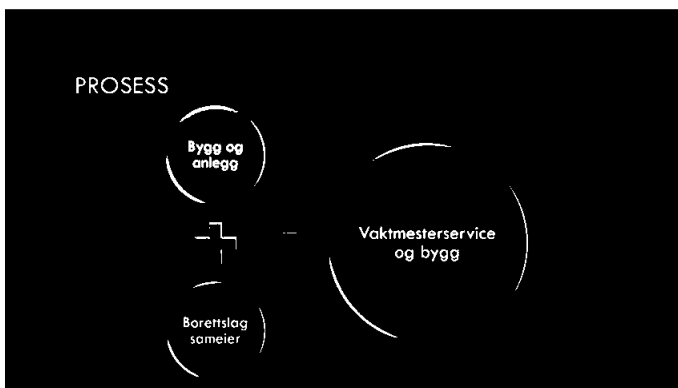 PROSESS
Bygg og
anlegg
Vaktmesterservice
og bygg
Borettslag
sameier